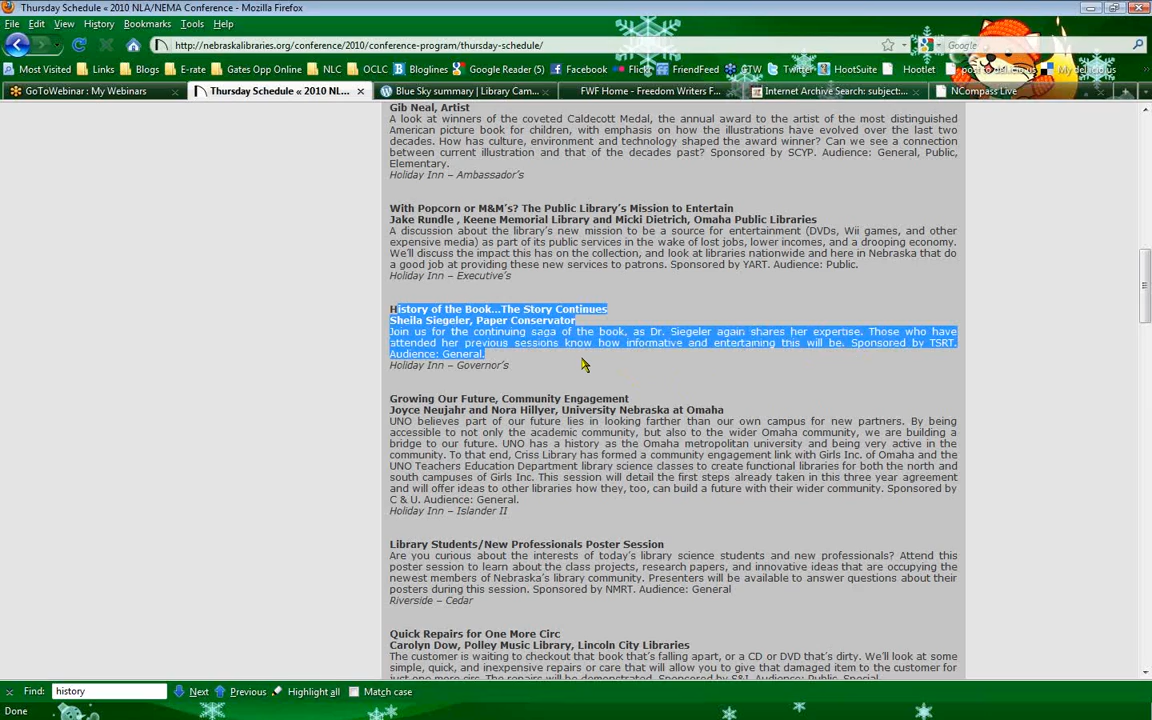 Thursday Schedule « 2010 NLA/NEMA Conference - Mozilla Firefox
File Edit View History Bookmarks Tools Help
http://nebraskalibraries.org/conference/2010/conference-program/thursday-schedule/
Google
Most Visited Links Blogs E-rate Gates Opp Online NLC OCLC Bloglines Google Reader (5) Facebook Flickr FriendFeed GTW Twitter HootSuite Hootlet post to del.icio.us My del.icio.us
GoToWebinar : My Webinars
Thursday Schedule « 2010 NL...
Blue Sky summary | Library Cam...
FWF Home - Freedom Writers F...
Internet Archive Search: subject:...
NCompass Live
Gib Neal, Artist
A look at winners of the coveted Caldecott Medal, the annual award to the artist of the most distinguished
American picture book for children, with emphasis on how the illustrations have evolved over the last two
decades. How has culture, environment and technology shaped the award winner? Can we see a connection
between current illustration and that of the decades past? Sponsored by SCYP. Audience: General, Public,
Elementary.
Holiday Inn – Ambassador's
With Popcorn or M&M's? The Public Library's Mission to Entertain
Jake Rundle , Keene Memorial Library and Micki Dietrich, Omaha Public Libraries
A discussion about the library's new mission to be a source for entertainment (DVDs, Wii games, and other
expensive media) as part of its public services in the wake of lost jobs, lower incomes, and a drooping economy.
We'll discuss the impact this has on the collection, and look at libraries nationwide and here in Nebraska that do
a good job at providing these new services to patrons. Sponsored by YART. Audience: Public.
Holiday Inn – Executive's
History of the Book...The Story Continues
Sheila Siegeler, Paper Conservator
Join us for the continuing saga of the book, as Dr. Siegeler again shares her expertise. Those who have
attended her previous sessions know how informative and entertaining this will be. Sponsored by TSRT.
Audience: General.
Holiday Inn – Governor's
Growing Our Future, Community Engagement
Joyce Neujahr and Nora Hillyer, University Nebraska at Omaha
UNO believes part of our future lies in looking farther than our own campus for new partners. By being
accessible to not only the academic community, but also to the wider Omaha community, we are building a
bridge to our future. UNO has a history as the Omaha metropolitan university and being very active in the
community. To that end, Criss Library has formed a community engagement link with Girls Inc. of Omaha and the
UNO Teachers Education Department library science classes to create functional libraries for both the north and
south campuses of Girls Inc. This session will detail the first steps already taken in this three year agreement
and will offer ideas to other libraries how they, too, can build a future with their wider community. Sponsored by
C & U. Audience: General.
Holiday Inn – Islander II
Library Students/New Professionals Poster Session
Are you curious about the interests of today's library science students and new professionals? Attend this
poster session to learn about the class projects, research papers, and innovative ideas that are occupying the
newest members of Nebraska's library community. Presenters will be available to answer questions about their
posters during this session. Sponsored by NMRT. Audience: General
Riverside – Cedar
Quick Repairs for One More Circ
Carolyn Dow, Polley Music Library, Lincoln City Libraries
The customer is waiting to checkout that book that's falling apart, or a CD or DVD that's dirty. We'll look at some
simple, quick, and inexpensive repairs or care that will allow you to give that damaged item to the customer for
just one more circ. The repairs will be demonstrated. Sponsored by S&I. Audience: Public, Special
Find: history Next Previous Highlight all Match case
Done